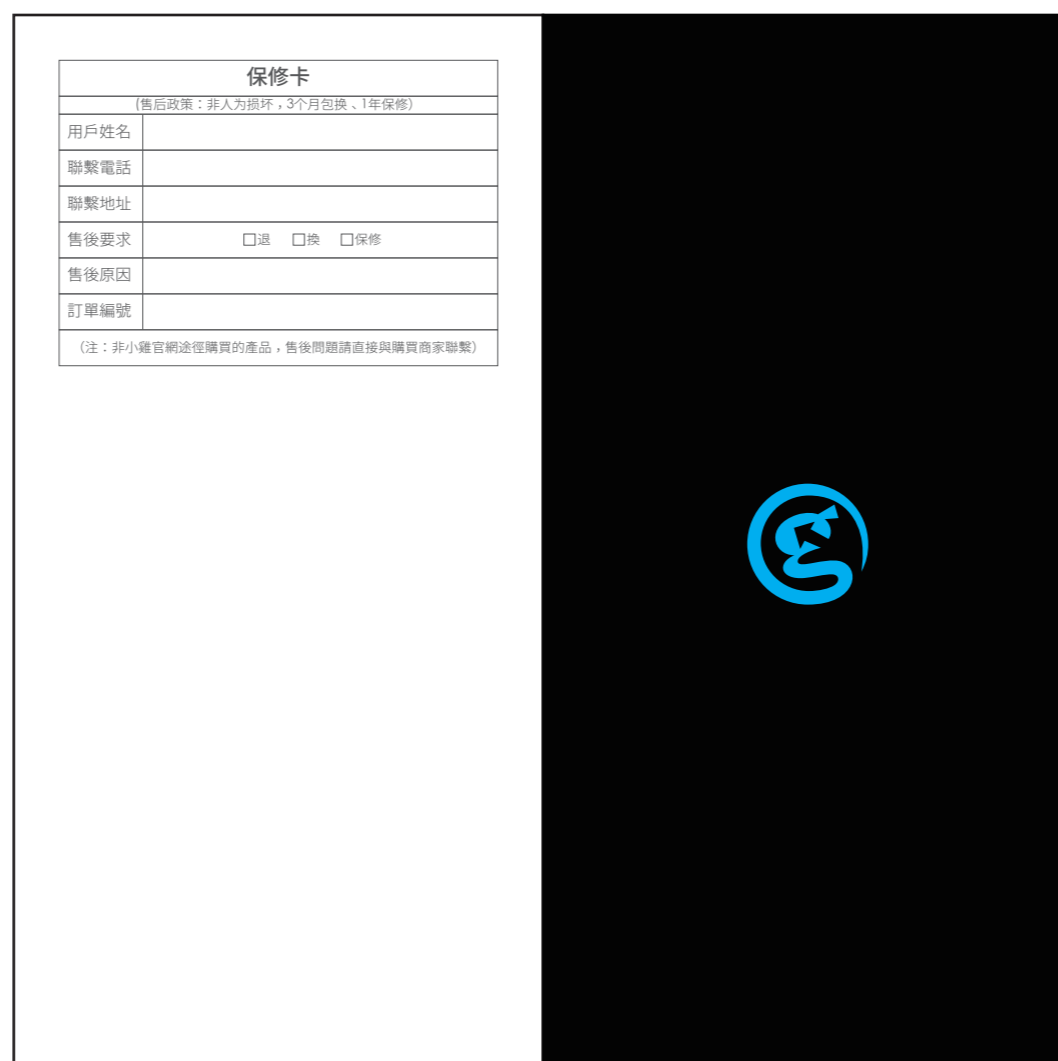 保修卡
(售后政策：非人为损坏，3个月包换、1年保修)
用戶姓名
聯繫電話
聯繫地址
售後要求 □退 □換 □保修
售後原因
訂單編號
（注：非小雞官網途徑購買的產品，售後問題請直接與購買商家聯繫）